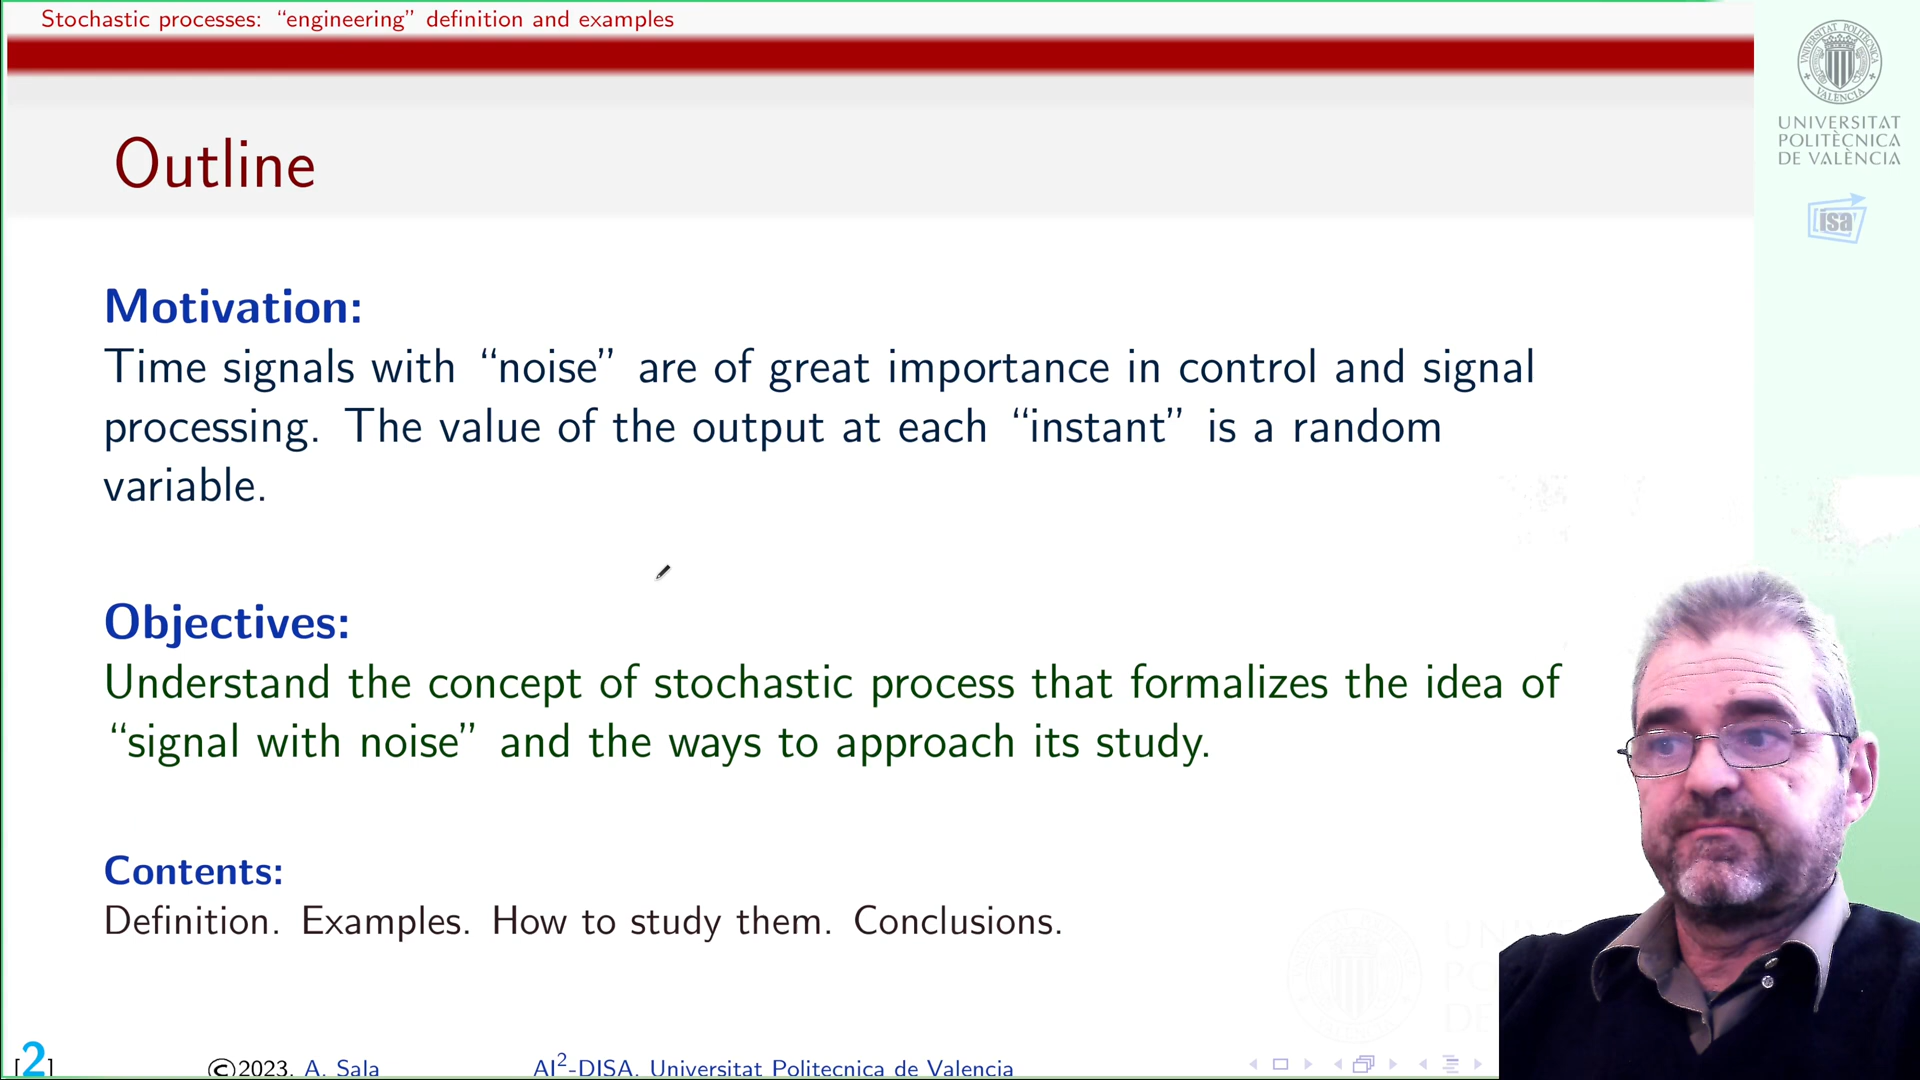 Stochastic processes: “engineering” definition and examples
Outline
Motivation:
Time signals with “noise” are of great importance in control and signal
processing. The value of the output at each “instant” is a random
variable.
Objectives:
Understand the concept of stochastic process that formalizes the idea of
“signal with noise” and the ways to approach its study.
Contents:
Definition. Examples. How to study them. Conclusions.
[2]
©2023, A. Sala
AI²-DISA, Universitat Politecnica de Valencia
UNIVERSITAT
POLITÈCNICA
DE VALÈNCIA
isa